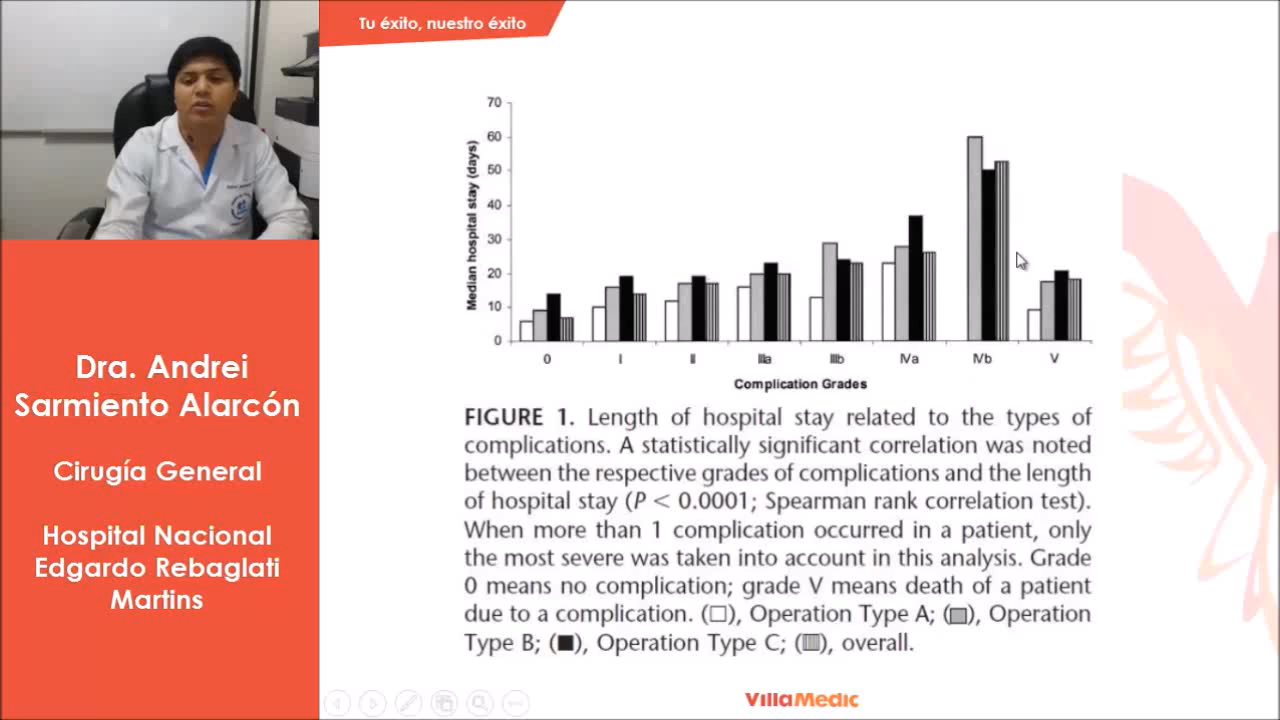 Tu éxito, nuestro éxito
Dra. Andrei
Sarmiento Alarcón
Cirugía General
Hospital Nacional
Edgardo Rebaglati
Martins
Median hospital stay (days)
70
60
50
40
30
20
10
0
0 I II IIIa IIIb IVa IVb V
Complication Grades
FIGURE 1. Length of hospital stay related to the types of
complications. A statistically significant correlation was noted
between the respective grades of complications and the length
of hospital stay (P < 0.0001; Spearman rank correlation test).
When more than 1 complication occurred in a patient, only
the most severe was taken into account in this analysis. Grade
0 means no complication; grade V means death of a patient
due to a complication. (□), Operation Type A; (), Operation
Type B; (■), Operation Type C; (), overall.
VillaMedic